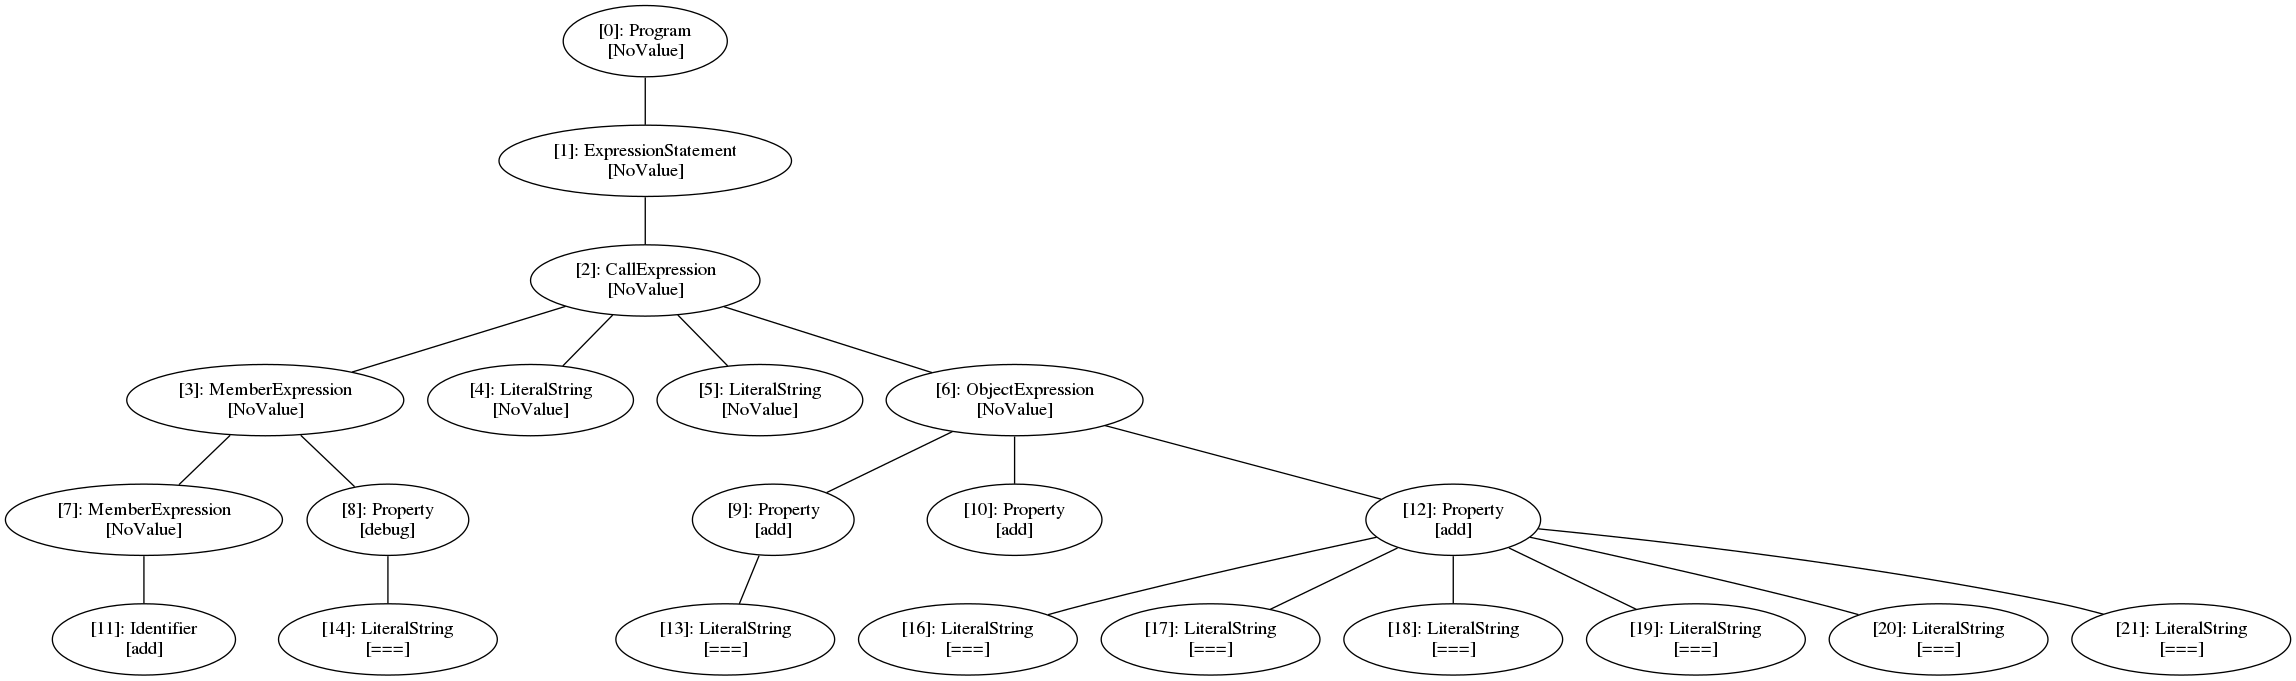 [0]: Program
[NoValue]
[1]: ExpressionStatement
[NoValue]
[2]: CallExpression
[NoValue]
[3]: MemberExpression
[NoValue]
[4]: LiteralString
[NoValue]
[5]: LiteralString
[NoValue]
[6]: ObjectExpression
[NoValue]
[7]: MemberExpression
[NoValue]
[8]: Property
[debug]
[9]: Property
[add]
[10]: Property
[add]
[12]: Property
[add]
[11]: Identifier
[add]
[14]: LiteralString
[===]
[13]: LiteralString
[===]
[16]: LiteralString
[===]
[17]: LiteralString
[===]
[18]: LiteralString
[===]
[19]: LiteralString
[===]
[20]: LiteralString
[===]
[21]: LiteralString
[===]